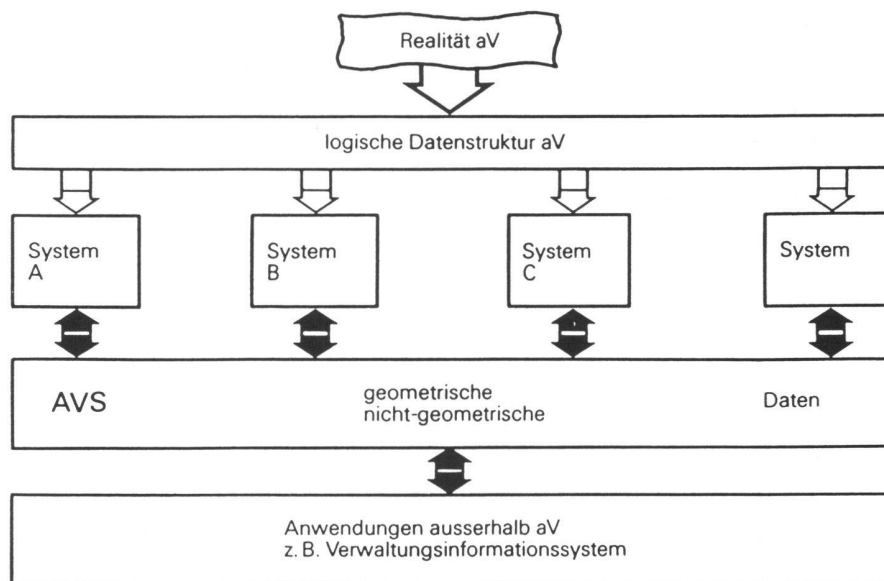 Realität aV
logische Datenstruktur aV
System
A
System
B
System
C
System
AVS
geometrische
nicht-geometrische
Daten
Anwendungen ausserhalb aV
z. B. Verwaltungsinformationssystem